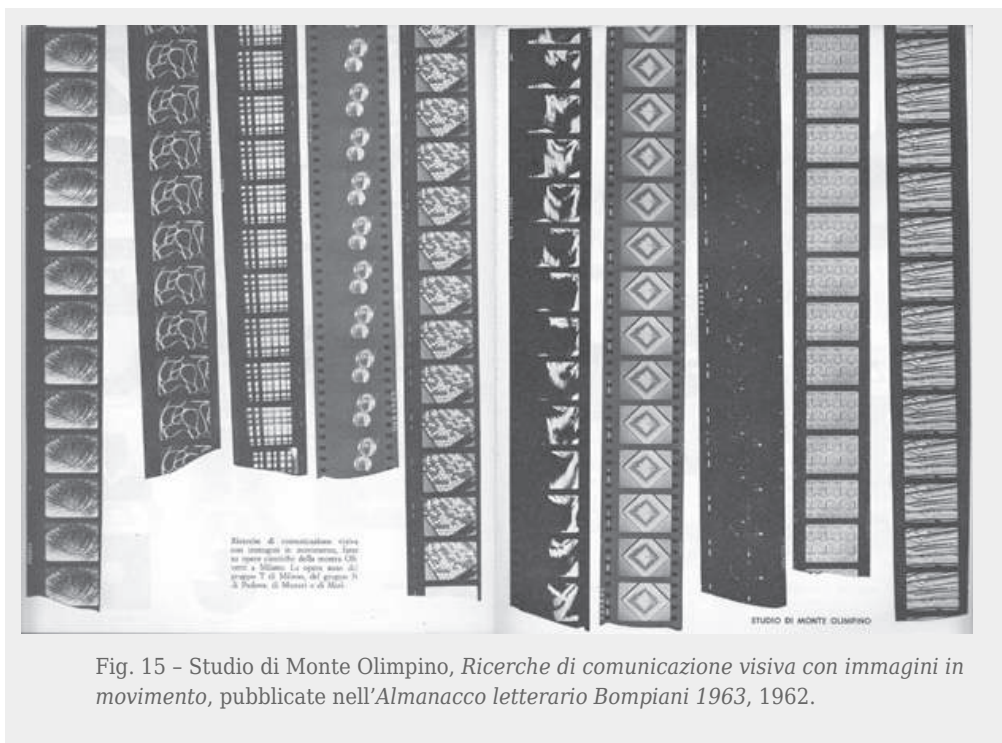 Ricerche di comunicazione visiva
con immagini in movimento, fatte
su opere cinetiche della mostra Oli-
vetti a Milano. Le opere sono del
gruppo T di Milano, del gruppo N
di Padova, di Munari e di Mari.
STUDIO DI MONTE OLIMPINO
Fig. 15 – Studio di Monte Olimpino, Ricerche di comunicazione visiva con immagini in
movimento, pubblicate nell’Almanacco letterario Bompiani 1963, 1962.